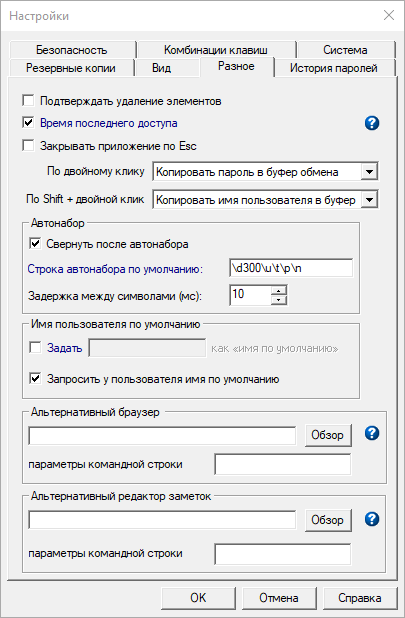 Настройки
Безопасность Комбинации клавиш Система
Резервные копии Вид Разное История паролей
Подтверждать удаление элементов
Время последнего доступа ?
Закрывать приложение по Esc
По двойному клику Копировать пароль в буфер обмена
По Shift + двойной клик Копировать имя пользователя в буфер
Автонабор
Свернуть после автонабора
Строка автонабора по умолчанию: \d300\u\t\p\n
Задержка между символами (мс): 10
Имя пользователя по умолчанию
Задать как «имя по умолчанию»
Запросить у пользователя имя по умолчанию
Альтернативный браузер
Обзор ?
параметры командной строки
Альтернативный редактор заметок
Обзор ?
параметры командной строки
OK Отмена Справка